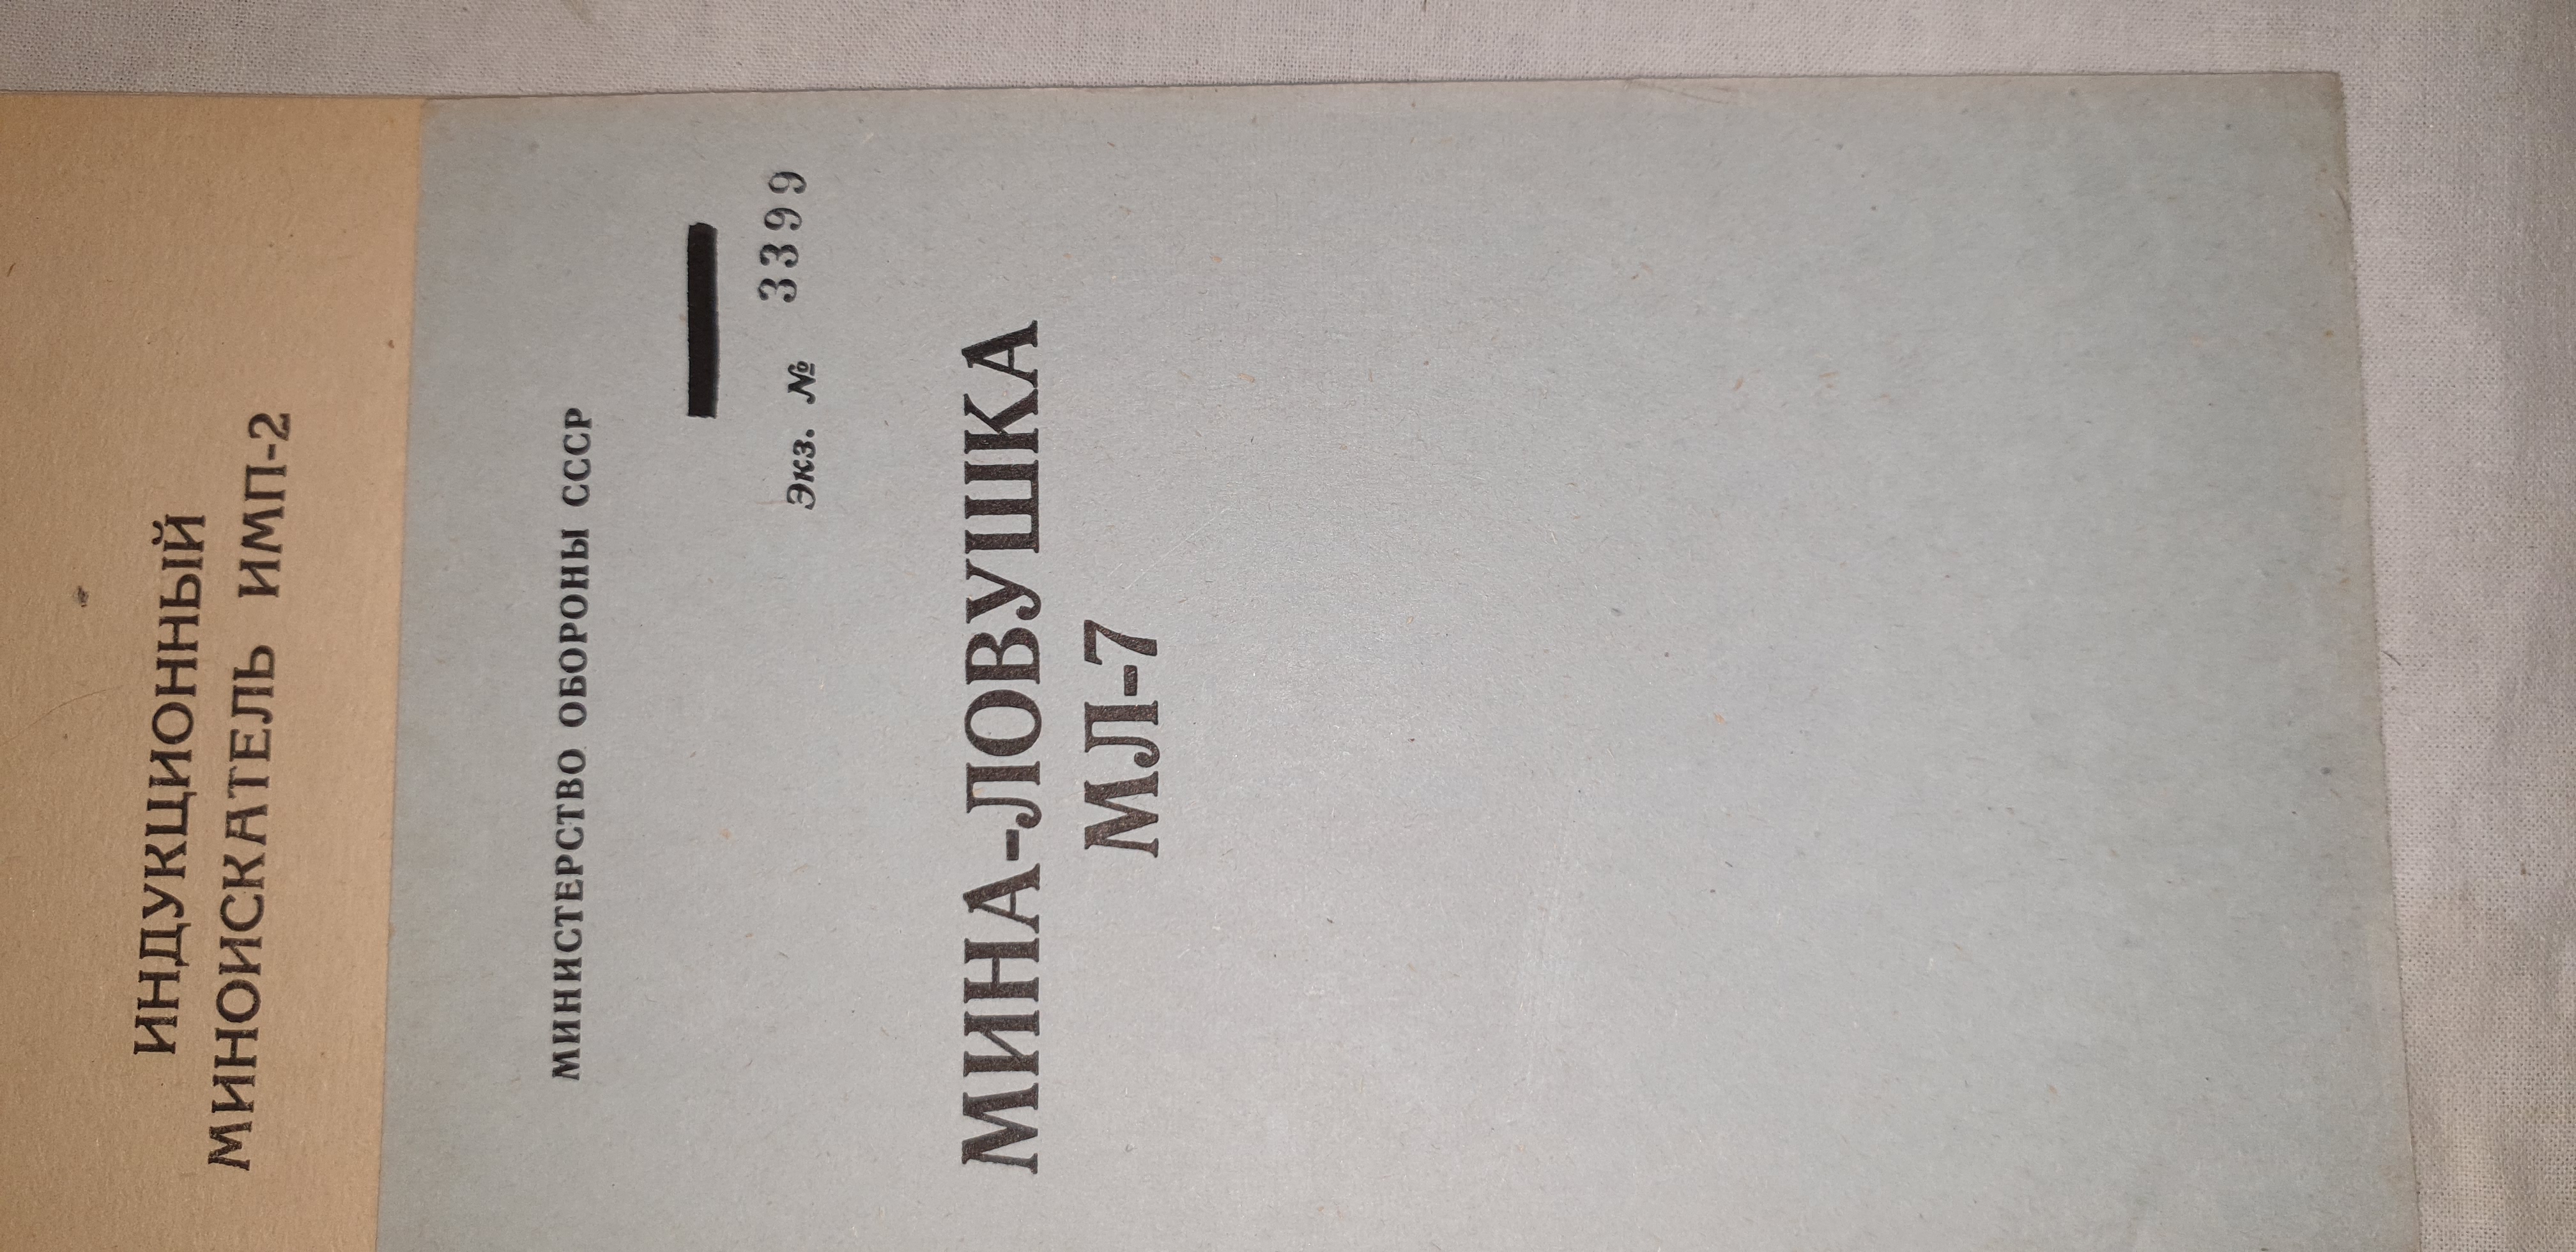 ИНДУКЦИОННЫЙ
МИНОИСКАТЕЛЬ ИМП-2
МИНИСТЕРСТВО ОБОРОНЫ СССР
Экз. № 3399
МИНА-ЛОВУШКА
МЛ-7